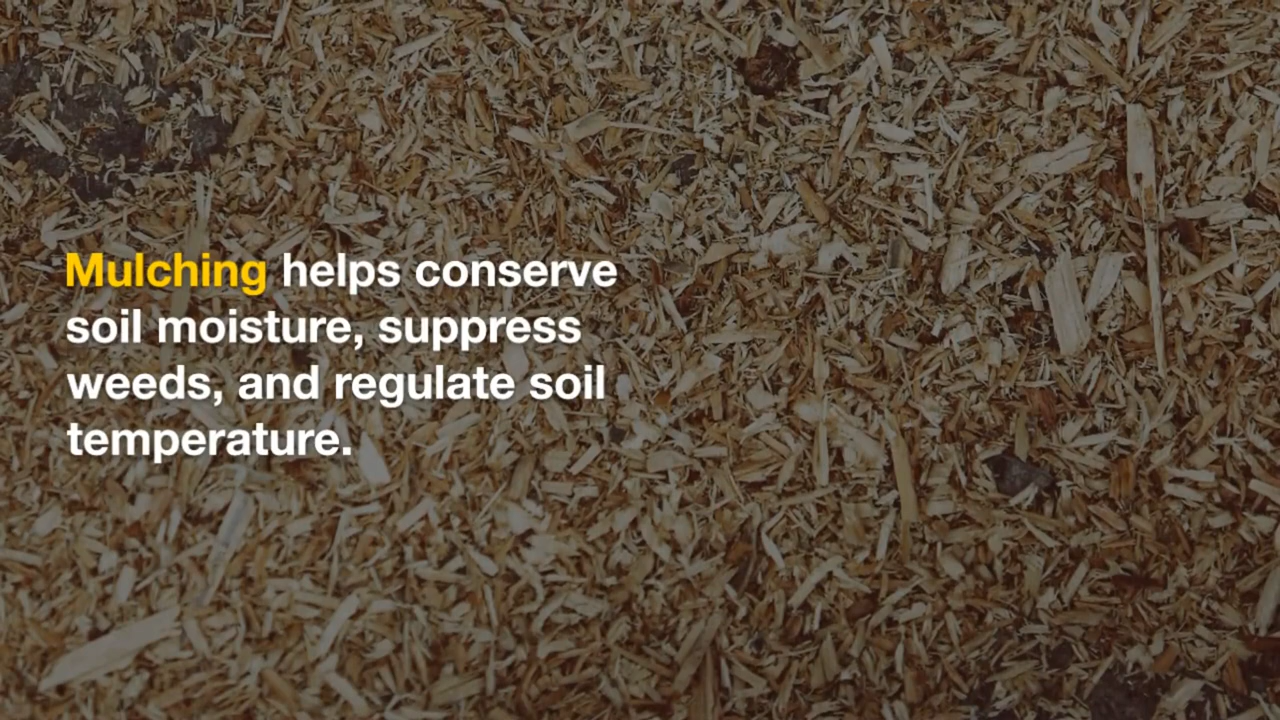 Mulching helps conserve
soil moisture, suppress
weeds, and regulate soil
temperature.